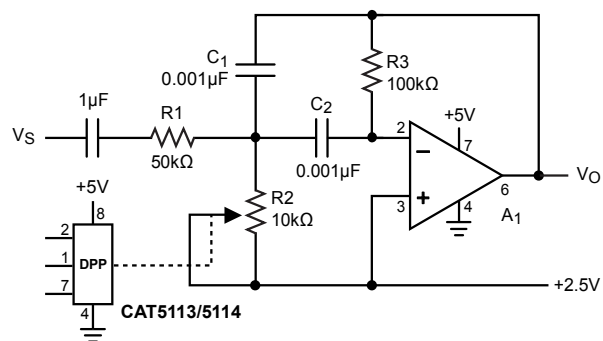 C1
0.001µF
R3
100kΩ
1µF
R1
C2
+5V
VS
50kΩ
0.001µF
2
7
VO
6
3
4
A1
+5V
R2
10kΩ
8
2
1
DPP
7
4
CAT5113/5114
+2.5V